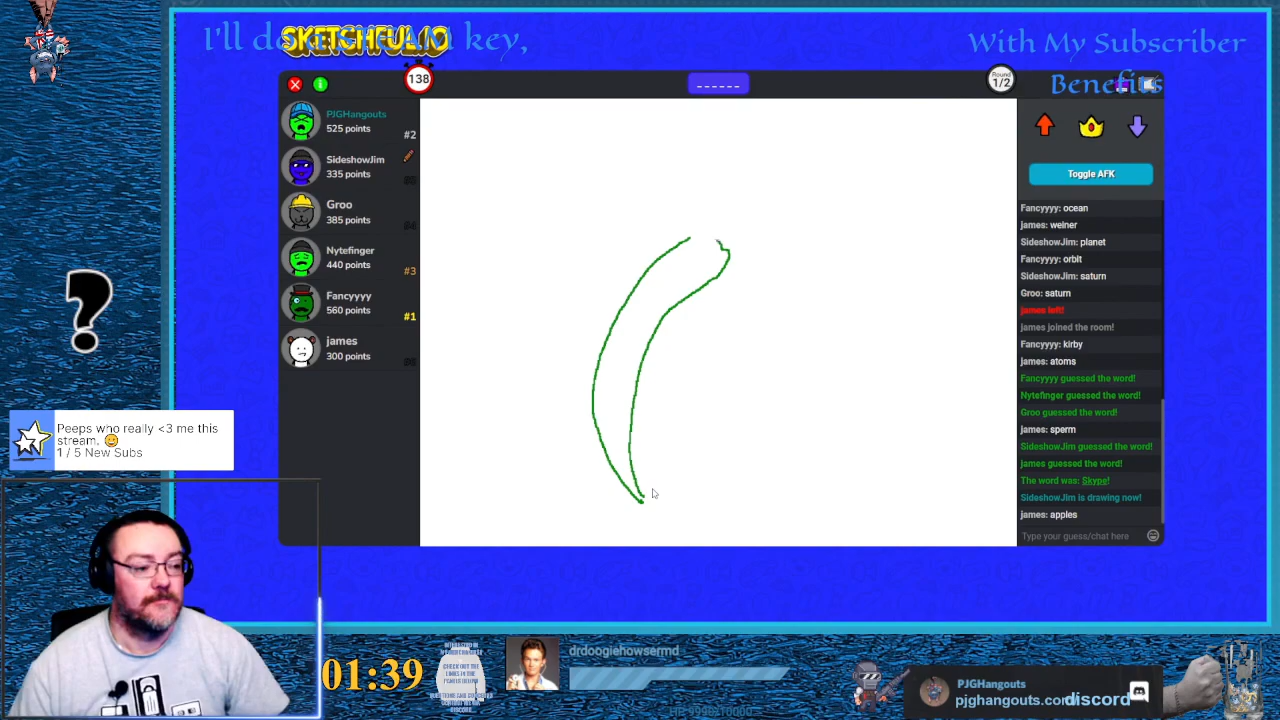 I'll do
key,
SKETCHFUL.IO
With My Subscriber
Benefits
138
______
Round
1/2
PJGHangouts
525 points
#2
SideshowJim
335 points
Groo
385 points
Nytefinger
440 points
#3
Fancyyyy
560 points
#1
james
300 points
Toggle AFK
Fancyyyy: ocean
james: weiner
SideshowJim: planet
Fancyyyy: orbit
SideshowJim: saturn
Groo: saturn
james left!
james joined the room!
Fancyyyy: kirby
james: atoms
Fancyyyy guessed the word!
Nytefinger guessed the word!
Groo guessed the word!
james: sperm
SideshowJim guessed the word!
james guessed the word!
The word was: Skype!
SideshowJim is drawing now!
james: apples
Type your guess/chat here
Peeps who really <3 me this
stream.
1 / 5 New Subs
01:39
drdoogiehowsermd
PJGHangouts
pjghangouts.com
discord